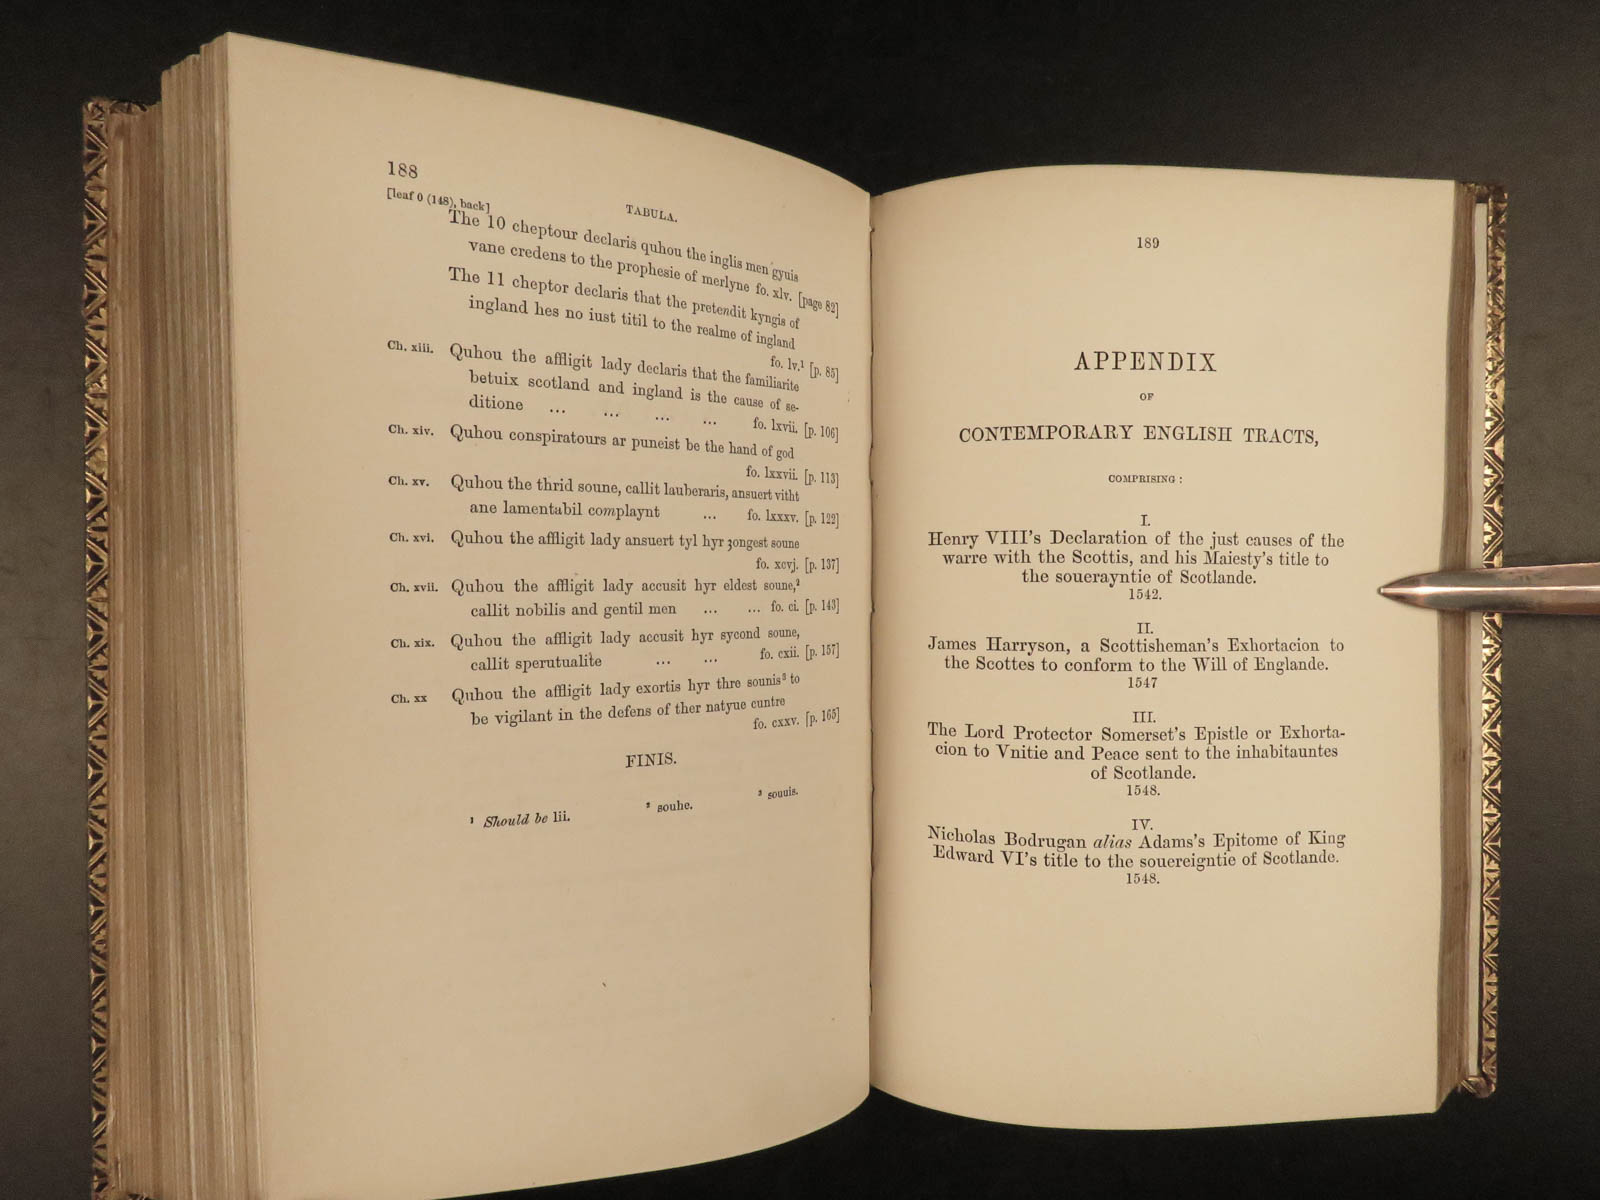 188
[leaf 0 (148), back]
TABULA.
The 10 cheptour declaris quhou the inglis men gyuis
vane credens to the prophesie of merlyne fo. xlv. [page 82]
The 11 cheptor declaris that the pretendit kyngis of
ingland hes no iust titil to the realme of ingland
fo. lv.¹ [p. 85]
Ch. xiii. Quhou the affligit lady declaris that the familiarite
betuix scotland and ingland is the cause of se-
ditione ... ... ... ... fo. lxvii. [p. 106]
Ch. xiv. Quhou conspiratours ar puneist be the hand of god
fo. lxxvii. [p. 113]
Ch. xv. Quhou the thrid soune, callit lauberaris, ansuert vitht
ane lamentabil complaynt ... fo. lxxxv. [p. 122]
Ch. xvi. Quhou the affligit lady ansuert tyl hyr ȝongest soune
fo. xcvj. [p. 137]
Ch. xvii. Quhou the affligit lady accusit hyr eldest soune,²
callit nobilis and gentil men ... ... fo. ci. [p. 143]
Ch. xix. Quhou the affligit lady accusit hyr sycond soune,
callit sperutualite ... ... fo. cxii. [p. 157]
Ch. xx Quhou the affligit lady exortis hyr thre sounis³ to
be vigilant in the defens of ther natyue cuntre
fo. cxxv. [p. 165]
FINIS.
¹ Should be lii. ² souhe. ³ souuis.
189
APPENDIX
OF
CONTEMPORARY ENGLISH TRACTS,
COMPRISING :
I.
Henry VIII's Declaration of the just causes of the
warre with the Scottis, and his Maiesty's title to
the souerayntie of Scotlande.
1542.
II.
James Harryson, a Scottisheman's Exhortacion to
the Scottes to conform to the Will of Englande.
1547
III.
The Lord Protector Somerset's Epistle or Exhorta-
cion to Vnitie and Peace sent to the inhabitauntes
of Scotlande.
1548.
IV.
Nicholas Bodrugan alias Adams's Epitome of King
Edward VI's title to the souereigntie of Scotlande.
1548.